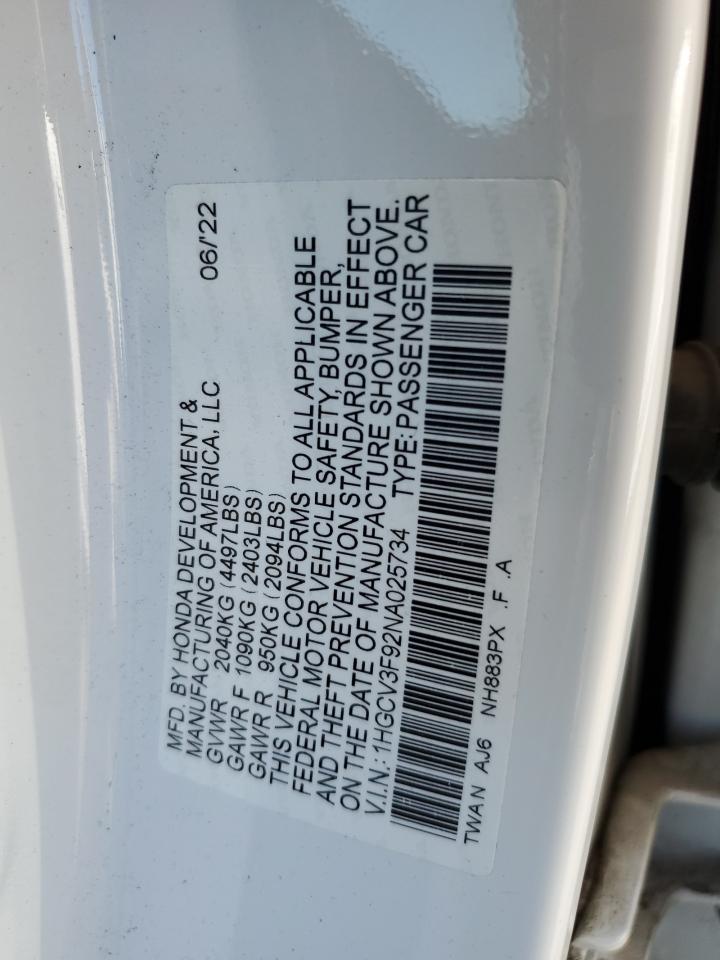 MFD. BY HONDA DEVELOPMENT &
MANUFACTURING OF AMERICA, LLC 06/'22
GVWR 2040KG (4497LBS)
GAWR F 1090KG (2403LBS)
GAWR R 950KG (2094LBS)
THIS VEHICLE CONFORMS TO ALL APPLICABLE
FEDERAL MOTOR VEHICLE SAFETY, BUMPER,
AND THEFT PREVENTION STANDARDS IN EFFECT
ON THE DATE OF MANUFACTURE SHOWN ABOVE.
V.I.N.: 1HGCV3F92NA025734 TYPE:PASSENGER CAR
TWAN AJ6 NH883PX .F .A